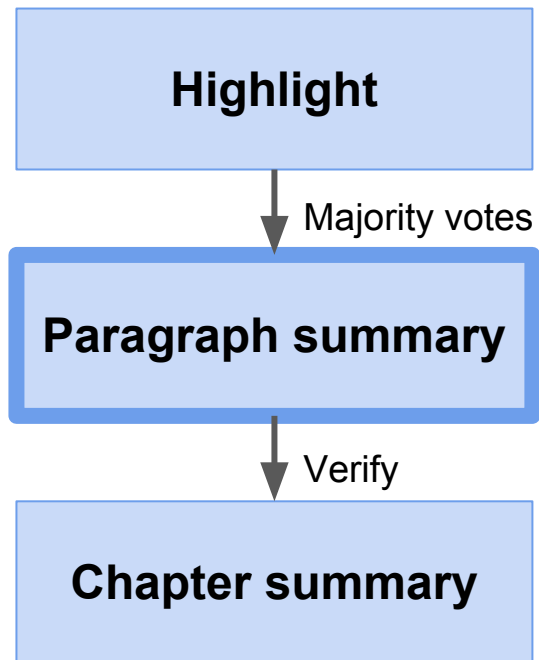 Highlight
Majority votes
Paragraph summary
Verify
Chapter summary